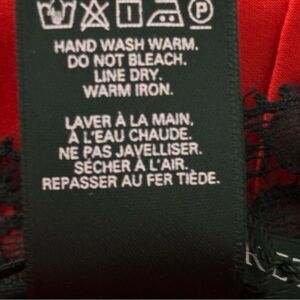 HAND WASH WARM.
DO NOT BLEACH.
LINE DRY.
WARM IRON.
LAVER À LA MAIN,
À L'EAU CHAUDE.
NE PAS JAVELLISER.
SÉCHER À L'AIR.
REPASSER AU FER TIÈDE.